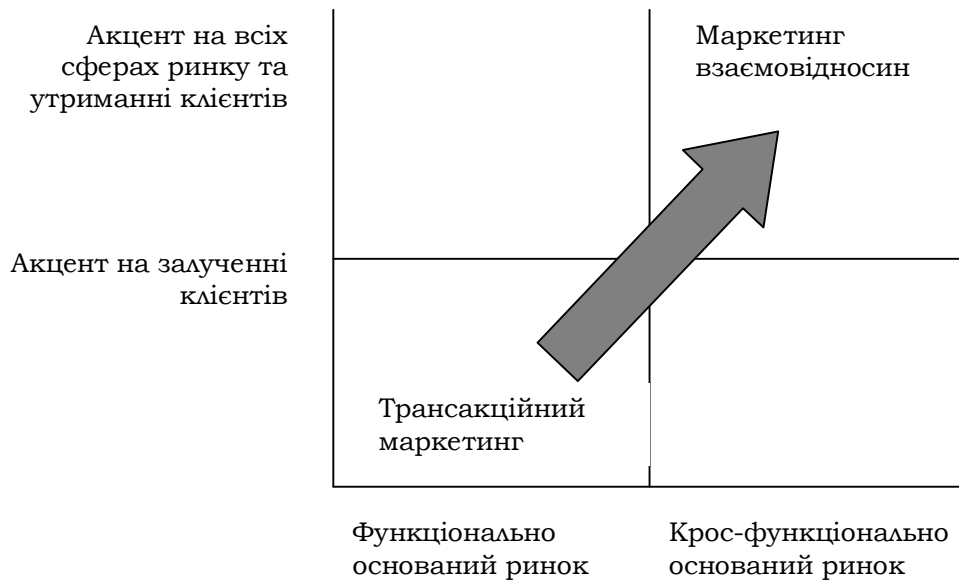 Акцент на всіх
сферах ринку та
утриманні клієнтів
Маркетинг
взаємовідносин
Акцент на залученні
клієнтів
Трансакційний
маркетинг
Функціонально
оснований ринок
Крос-функціонально
оснований ринок